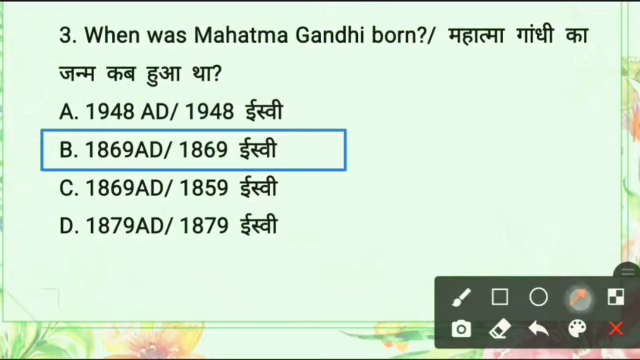 3. When was Mahatma Gandhi born?/ महात्मा गांधी का
जन्म कब हुआ था?
A. 1948 AD/ 1948 ईस्वी
B. 1869AD/ 1869 ईस्वी
C. 1869AD/ 1859 ईस्वी
D. 1879AD/ 1879 ईस्वी